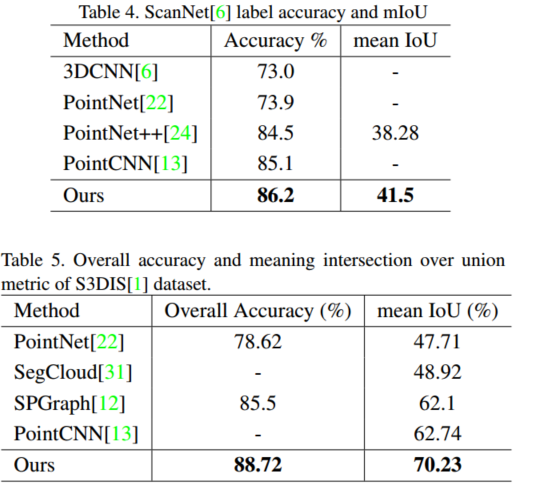 Table 4. ScanNet[6] label accuracy and mIoU
Method Accuracy % mean IoU
3DCNN[6] 73.0 -
PointNet[22] 73.9 -
PointNet++[24] 84.5 38.28
PointCNN[13] 85.1 -
Ours 86.2 41.5
Table 5. Overall accuracy and meaning intersection over union
metric of S3DIS[1] dataset.
Method Overall Accuracy (%) mean IoU (%)
PointNet[22] 78.62 47.71
SegCloud[31] - 48.92
SPGraph[12] 85.5 62.1
PointCNN[13] - 62.74
Ours 88.72 70.23